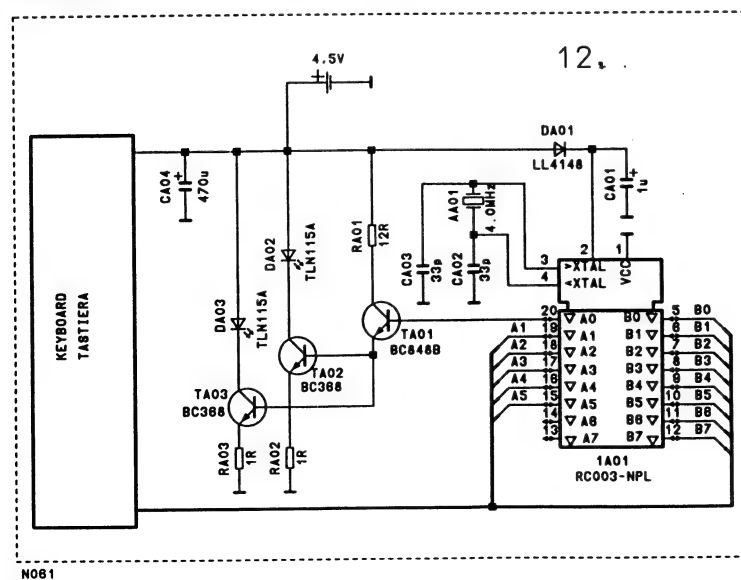 12.
4.5V
+
DA01
LL4148
CA04
+
470u
CA01
+
1u
AA01
4.0MHz
RA01
12R
DA02
TLN115A
CA03
33p
CA02
33p
2
1
3
>XTAL
4
<XTAL
VCC
KEYBOARD
TASTIERA
DA03
TLN115A
TA01
BC848B
TA02
BC368
TA03
BC368
RA03
1R
RA02
1R
20 A0 B0 5 B0
A1 19 A1 B1 6 B1
A2 18 A2 B2 7 B2
A3 17 A3 B3 8 B3
A4 16 A4 B4 9 B4
A5 15 A5 B5 10 B5
14 A6 B6 11 B6
13 A7 B7 12 B7
1A01
RC003-NPL
N061